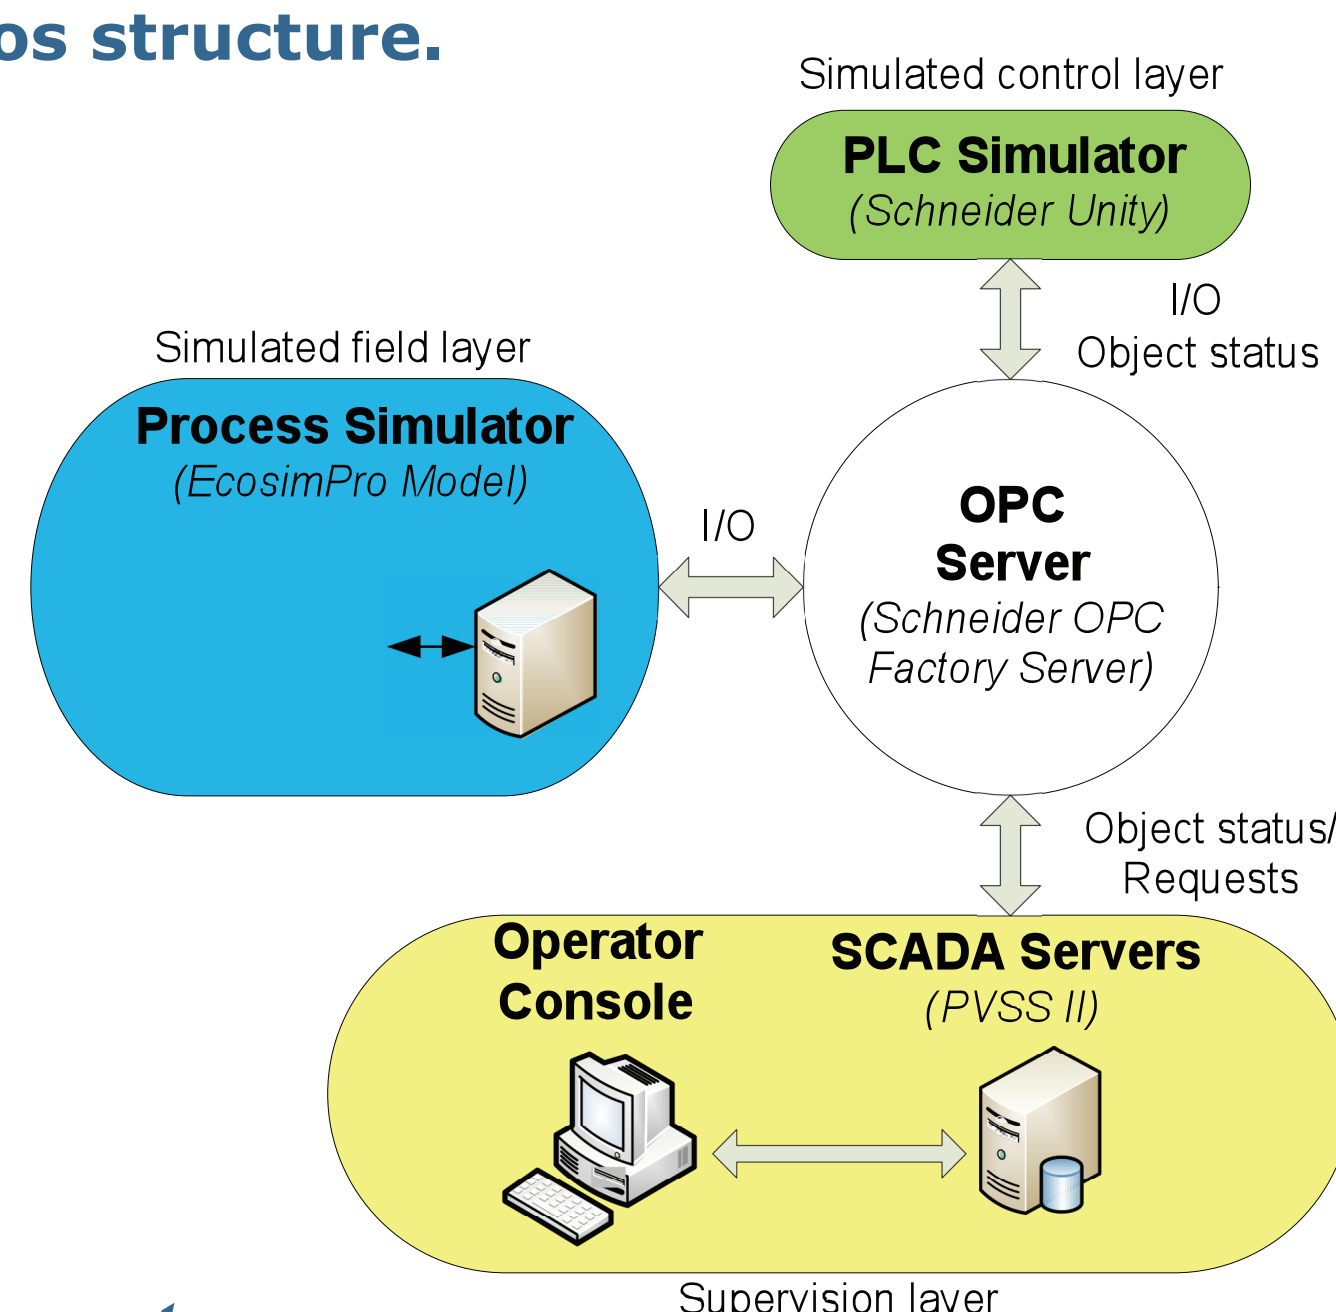 os structure.
Simulated control layer
PLC Simulator
(Schneider Unity)
I/O
Object status
Simulated field layer
Process Simulator
(EcosimPro Model)
I/O
OPC
Server
(Schneider OPC
Factory Server)
Object status/
Requests
Operator
Console
SCADA Servers
(PVSS II)
Supervision layer